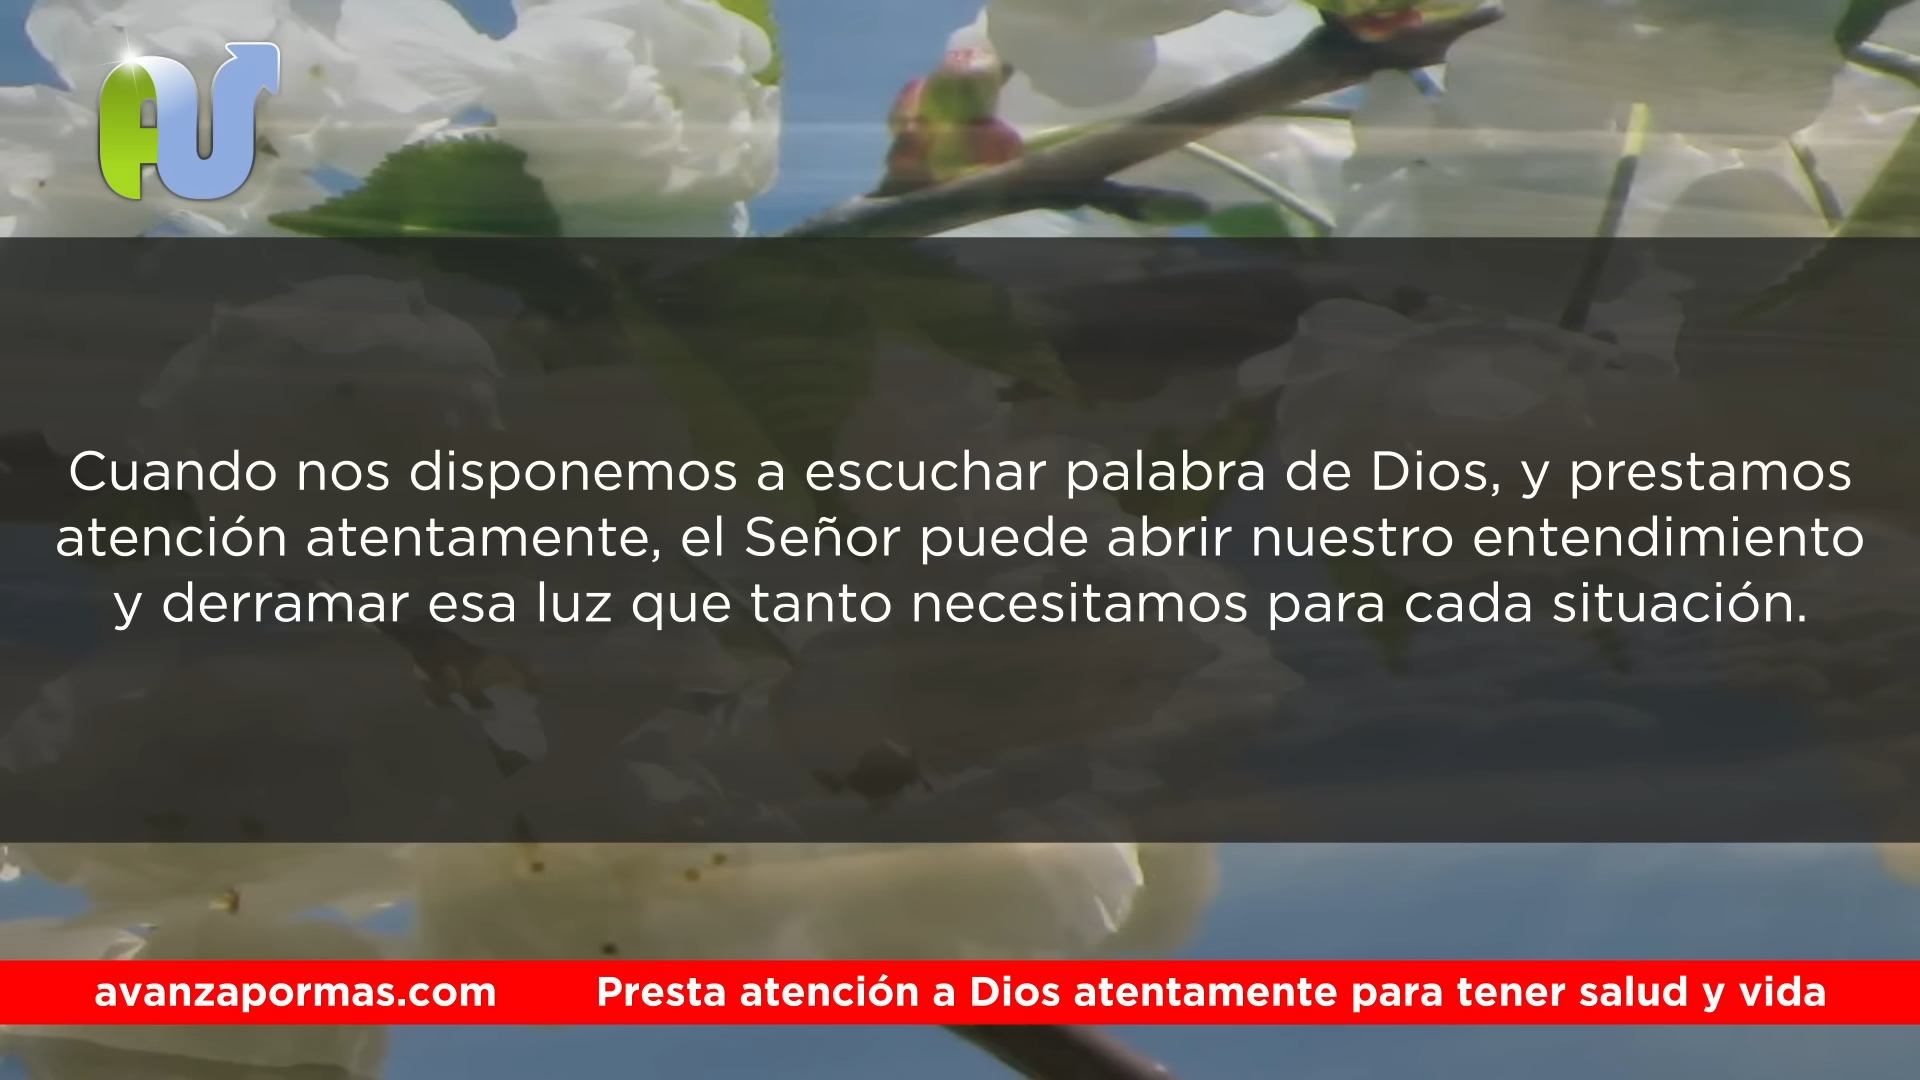 Cuando nos disponemos a escuchar palabra de Dios, y prestamos
atención atentamente, el Señor puede abrir nuestro entendimiento
y derramar esa luz que tanto necesitamos para cada situación.
avanzapormas.com Presta atención a Dios atentamente para tener salud y vida